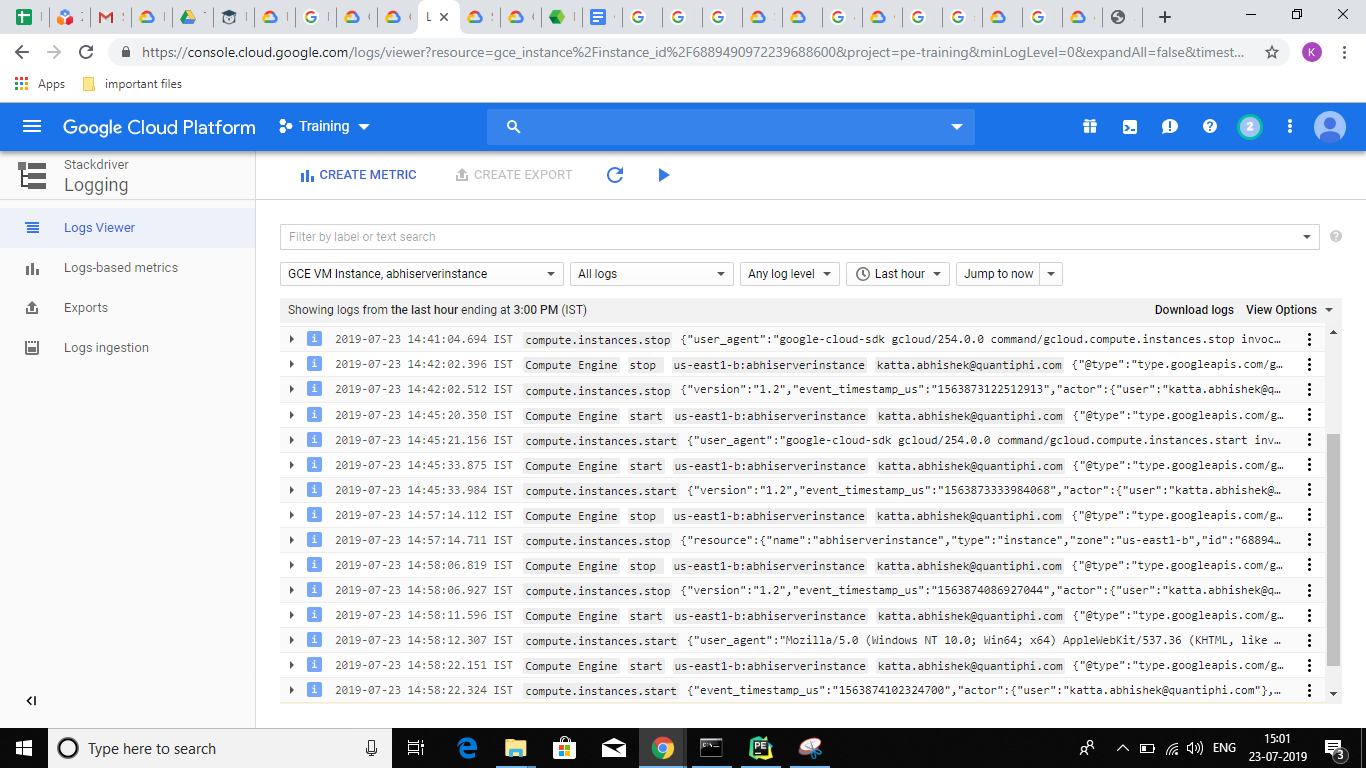 https://console.cloud.google.com/logs/viewer?resource=gce_instance%2Finstance_id%2F6889490972239688600&project=pe-training&minLogLevel=0&expandAll=false&timest...
K
Apps
important files
Google Cloud Platform
Training
2
Stackdriver
Logging
CREATE METRIC
CREATE EXPORT
Logs Viewer
Logs-based metrics
Exports
Logs ingestion
Filter by label or text search
GCE VM Instance, abhiserverinstance
All logs
Any log level
Last hour
Jump to now
Showing logs from the last hour ending at 3:00 PM (IST)
Download logs
View Options
i 2019-07-23 14:41:04.694 IST compute.instances.stop {"user_agent":"google-cloud-sdk gcloud/254.0.0 command/gcloud.compute.instances.stop invoc…
i 2019-07-23 14:42:02.396 IST Compute Engine stop us-east1-b:abhiserverinstance katta.abhishek@quantiphi.com {"@type":"type.googleapis.com/g…
i 2019-07-23 14:42:02.512 IST compute.instances.stop {"version":"1.2","event_timestamp_us":"1563873122512913","actor":{"user":"katta.abhishek@q…
i 2019-07-23 14:45:20.350 IST Compute Engine start us-east1-b:abhiserverinstance katta.abhishek@quantiphi.com {"@type":"type.googleapis.com/g…
i 2019-07-23 14:45:21.156 IST compute.instances.start {"user_agent":"google-cloud-sdk gcloud/254.0.0 command/gcloud.compute.instances.start inv…
i 2019-07-23 14:45:33.875 IST Compute Engine start us-east1-b:abhiserverinstance katta.abhishek@quantiphi.com {"@type":"type.googleapis.com/g…
i 2019-07-23 14:45:33.984 IST compute.instances.start {"version":"1.2","event_timestamp_us":"1563873333984068","actor":{"user":"katta.abhishek@…
i 2019-07-23 14:57:14.112 IST Compute Engine stop us-east1-b:abhiserverinstance katta.abhishek@quantiphi.com {"@type":"type.googleapis.com/g…
i 2019-07-23 14:57:14.711 IST compute.instances.stop {"resource":{"name":"abhiserverinstance","type":"instance","zone":"us-east1-b","id":"68894…
i 2019-07-23 14:58:06.819 IST Compute Engine stop us-east1-b:abhiserverinstance katta.abhishek@quantiphi.com {"@type":"type.googleapis.com/g…
i 2019-07-23 14:58:06.927 IST compute.instances.stop {"version":"1.2","event_timestamp_us":"1563874086927044","actor":{"user":"katta.abhishek@q…
i 2019-07-23 14:58:11.596 IST Compute Engine start us-east1-b:abhiserverinstance katta.abhishek@quantiphi.com {"@type":"type.googleapis.com/g…
i 2019-07-23 14:58:12.307 IST compute.instances.start {"user_agent":"Mozilla/5.0 (Windows NT 10.0; Win64; x64) AppleWebKit/537.36 (KHTML, like …
i 2019-07-23 14:58:22.151 IST Compute Engine start us-east1-b:abhiserverinstance katta.abhishek@quantiphi.com {"@type":"type.googleapis.com/g…
i 2019-07-23 14:58:22.324 IST compute.instances.start {"event_timestamp_us":"1563874102324700","actor":{"user":"katta.abhishek@quantiphi.com"},…
Type here to search
ENG
15:01
23-07-2019
3